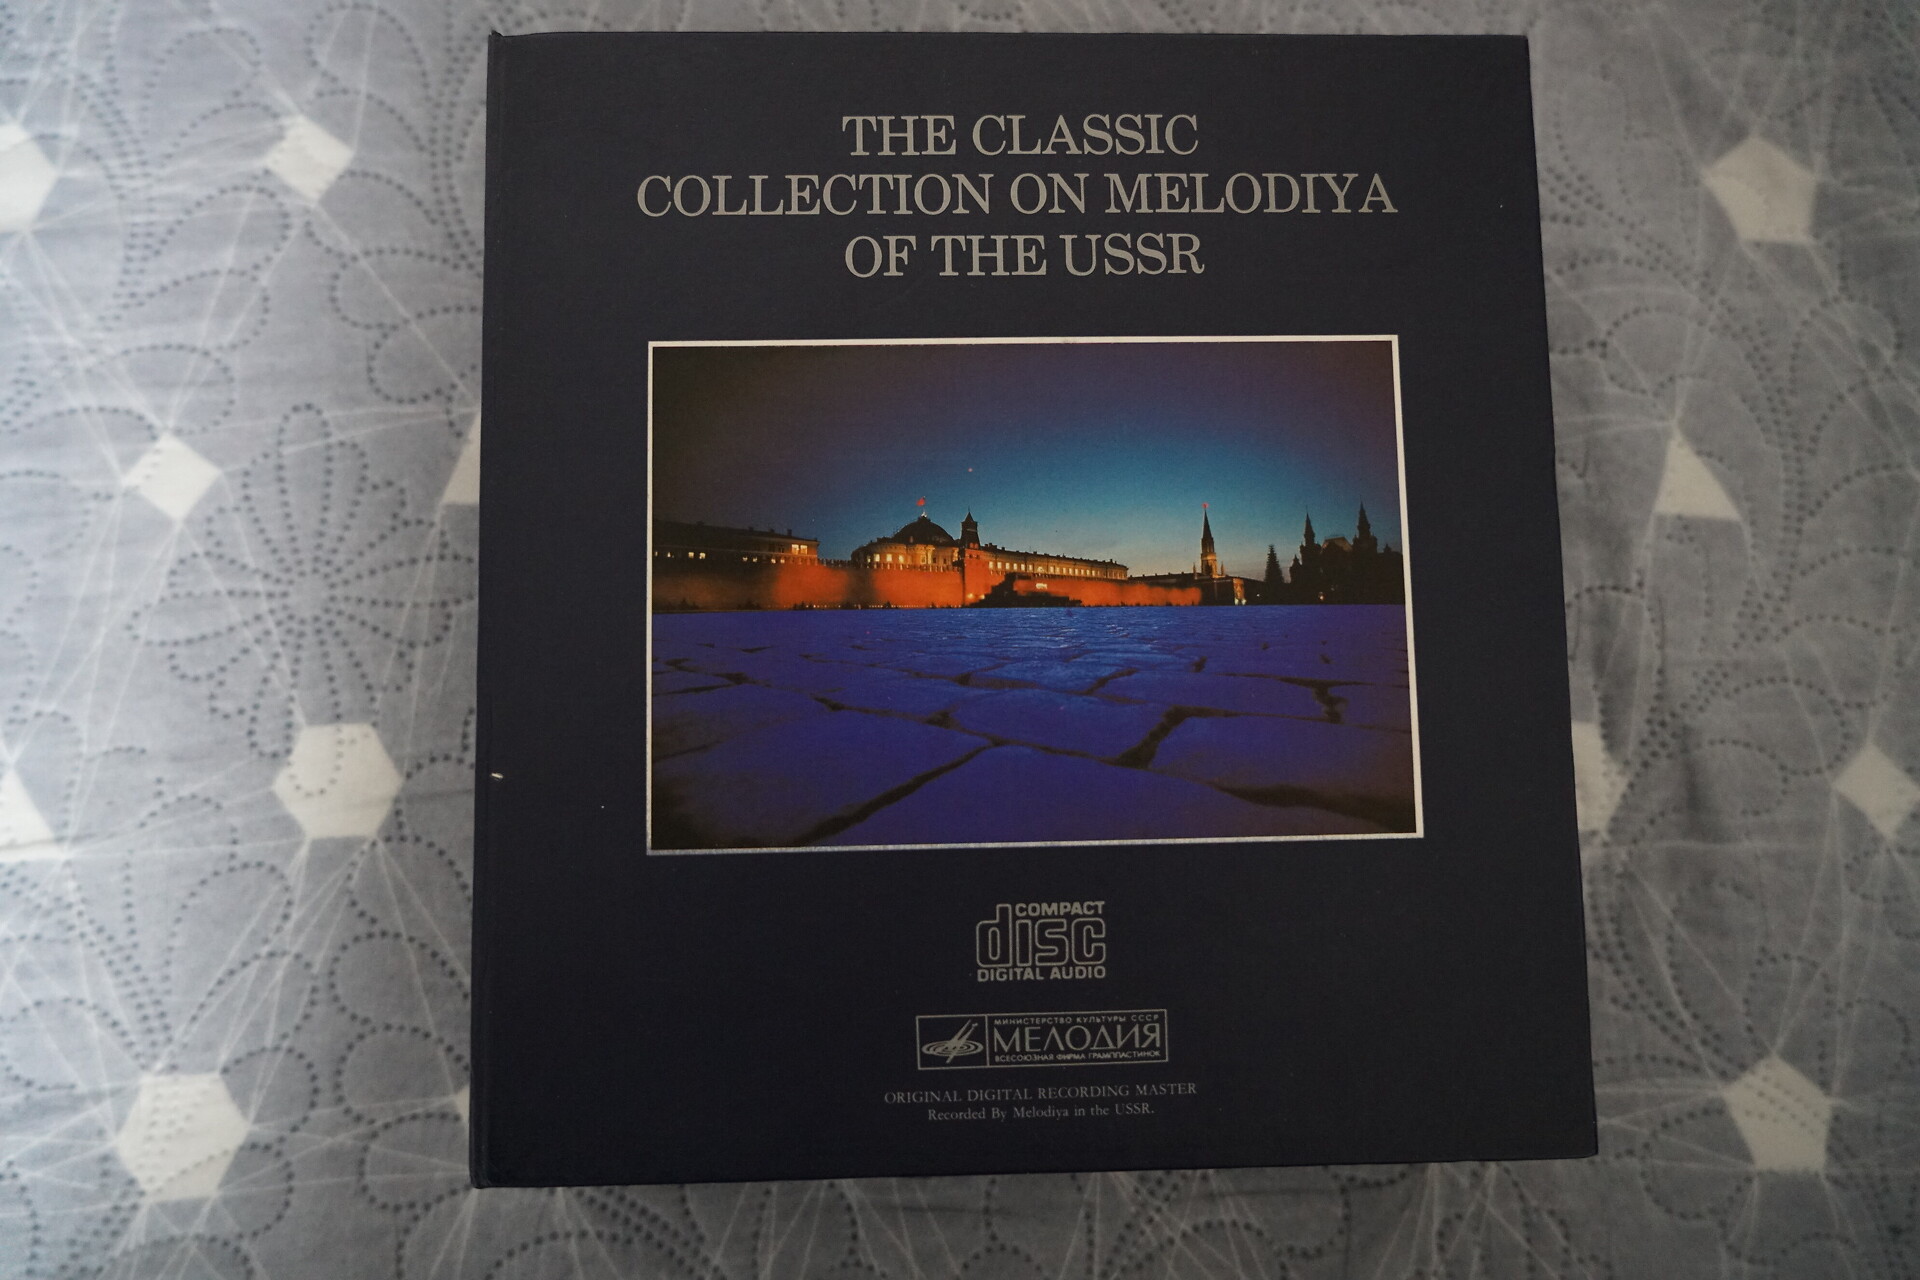 THE CLASSIC
COLLECTION ON MELODIYA
OF THE USSR
COMPACT
disc
DIGITAL AUDIO
МИНИСТЕРСТВО КУЛЬТУРЫ СССР
МЕЛОДИЯ
ВСЕСОЮЗНАЯ ФИРМА ГРАМПЛАСТИНОК
ORIGINAL DIGITAL RECORDING MASTER
Recorded By Melodiya in the USSR.